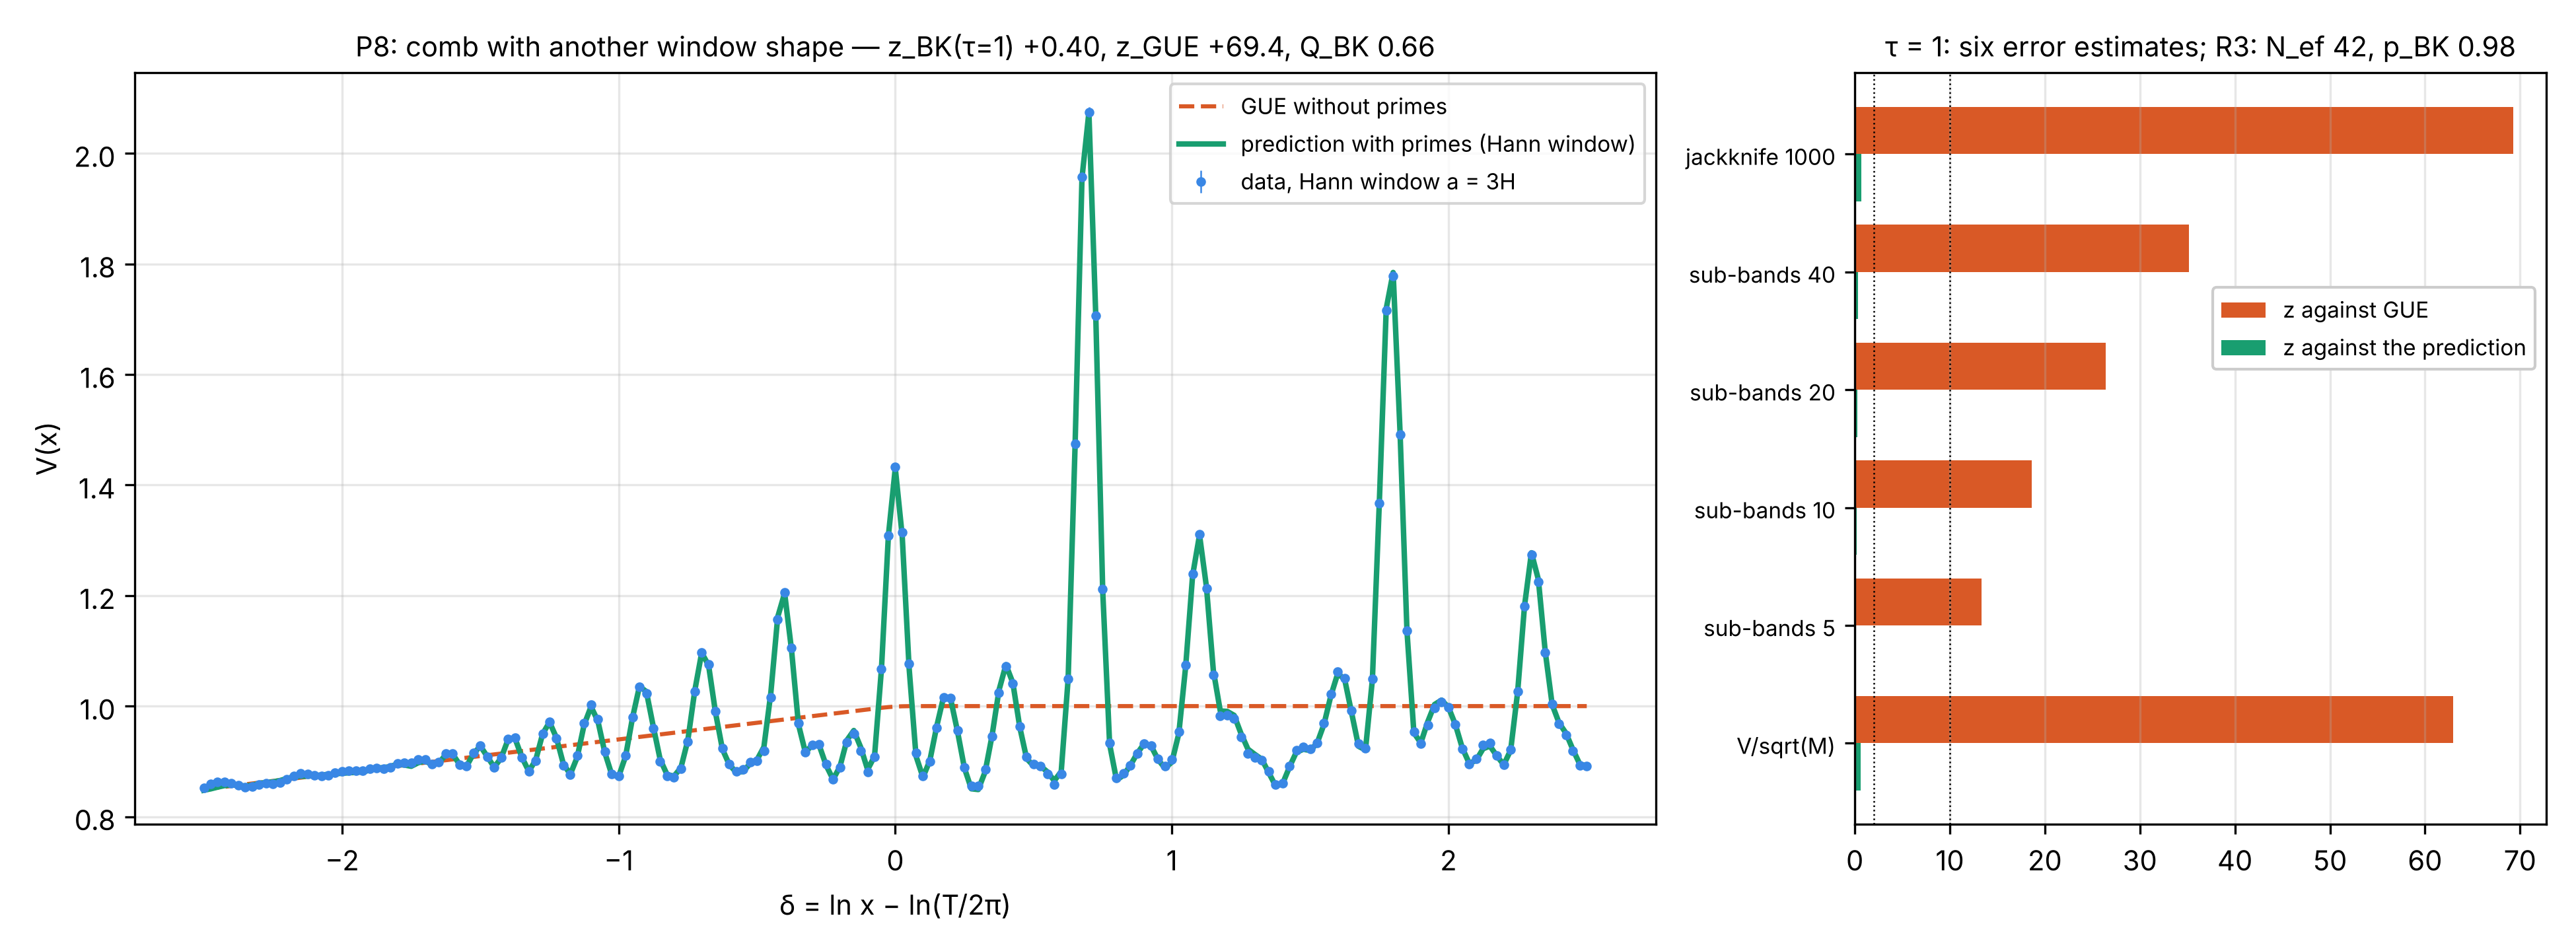 P8: comb with another window shape — z_BK(τ=1) +0.40, z_GUE +69.4, Q_BK 0.66
GUE without primes
prediction with primes (Hann window)
data, Hann window a = 3H
V(x)
2.0
1.8
1.6
1.4
1.2
1.0
0.8
−2
−1
0
1
2
δ = ln x − ln(T/2π)
τ = 1: six error estimates; R3: N_ef 42, p_BK 0.98
jackknife 1000
sub-bands 40
sub-bands 20
sub-bands 10
sub-bands 5
V/sqrt(M)
z against GUE
z against the prediction
0
10
20
30
40
50
60
70